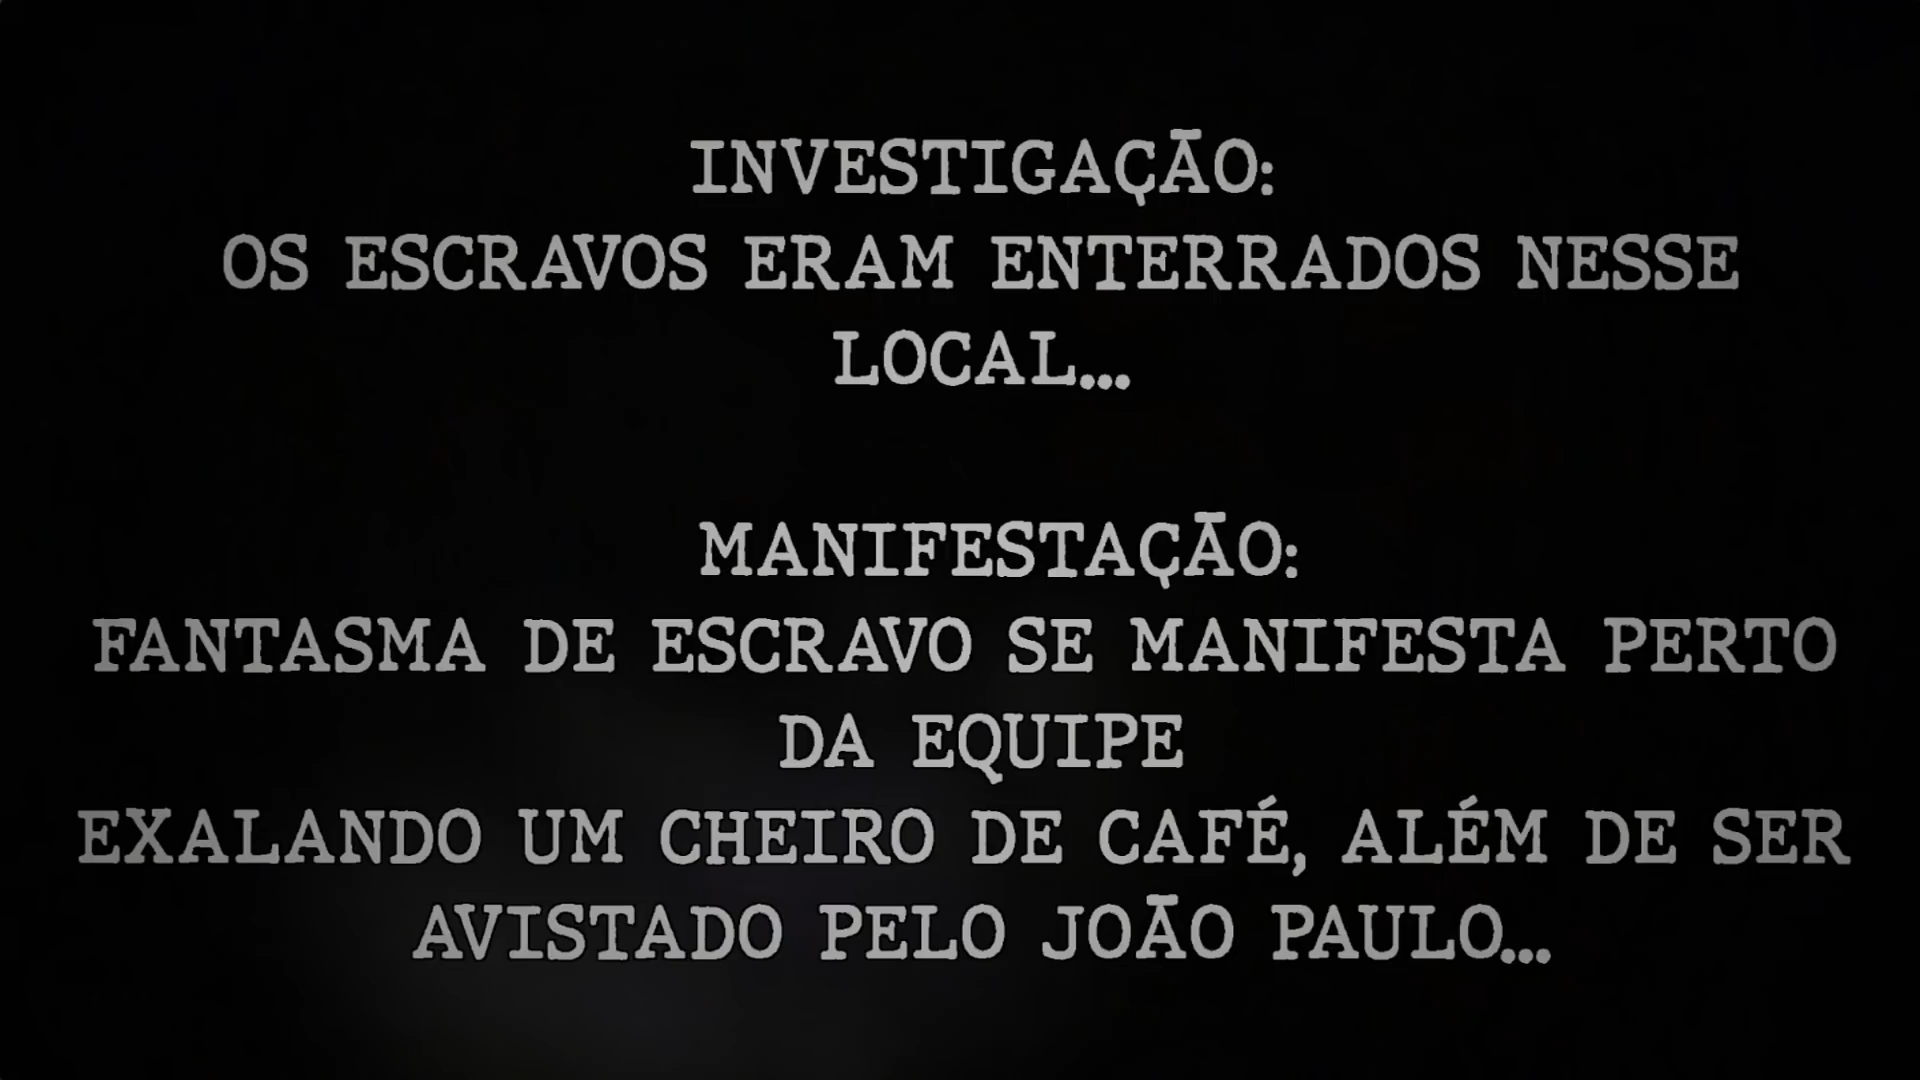 INVESTIGAÇÃO:
OS ESCRAVOS ERAM ENTERRADOS NESSE
LOCAL...
MANIFESTAÇÃO:
FANTASMA DE ESCRAVO SE MANIFESTA PERTO
DA EQUIPE
EXALANDO UM CHEIRO DE CAFÉ, ALÉM DE SER
AVISTADO PELO JOÃO PAULO...